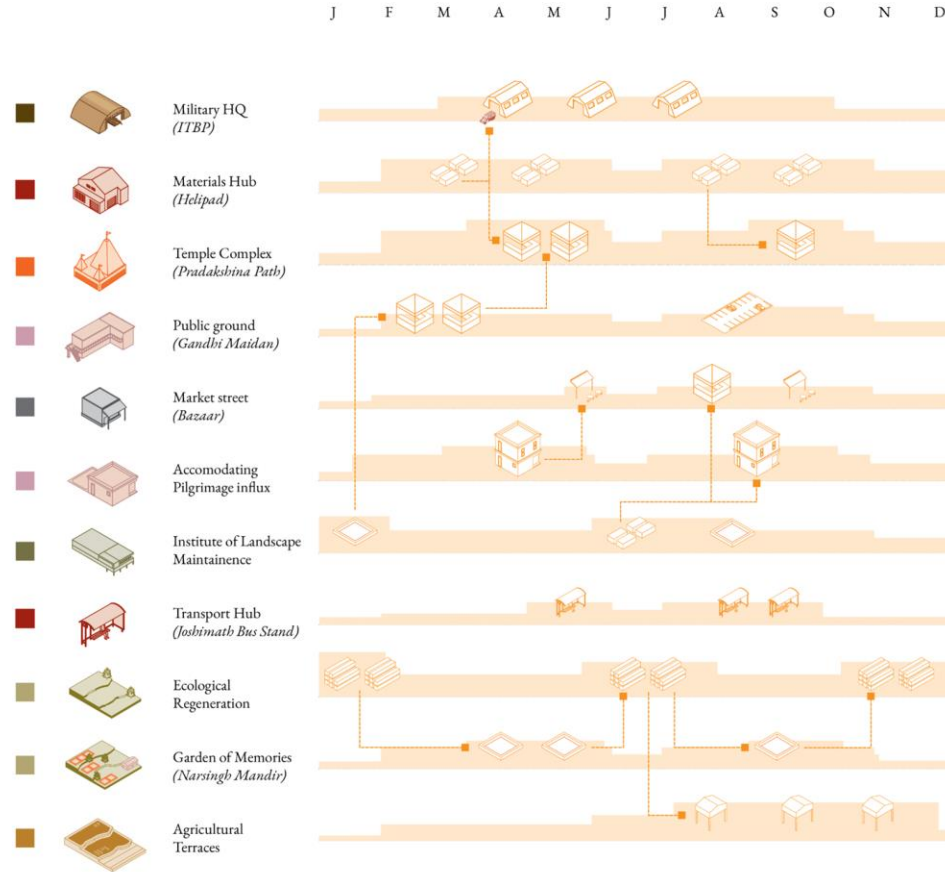 J F M A M J J A S O N D
Military HQ
(ITBP)
Materials Hub
(Helipad)
Temple Complex
(Pradakshina Path)
Public ground
(Gandhi Maidan)
Market street
(Bazaar)
Accomodating
Pilgrimage influx
Institute of Landscape
Maintainence
Transport Hub
(Joshimath Bus Stand)
Ecological
Regeneration
Garden of Memories
(Narsingh Mandir)
Agricultural
Terraces